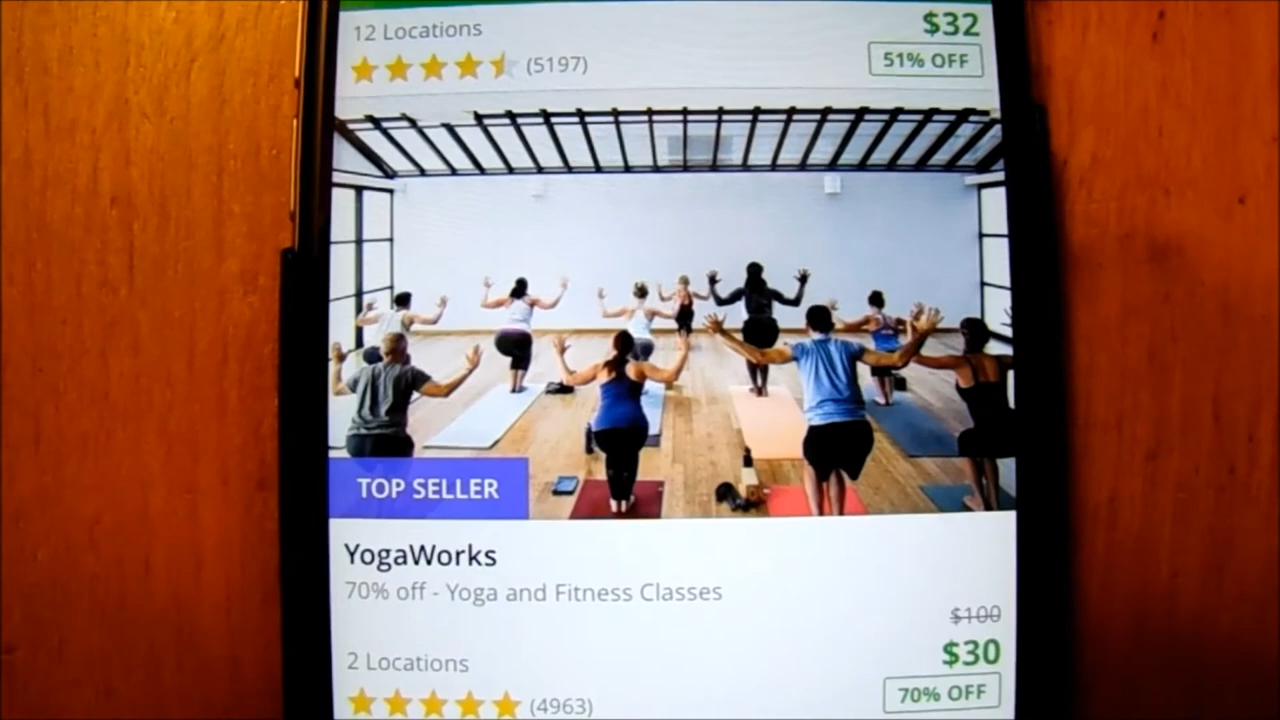 12 Locations
$32
(5197)
51% OFF
TOP SELLER
YogaWorks
70% off - Yoga and Fitness Classes
$100
2 Locations
$30
(4963)
70% OFF